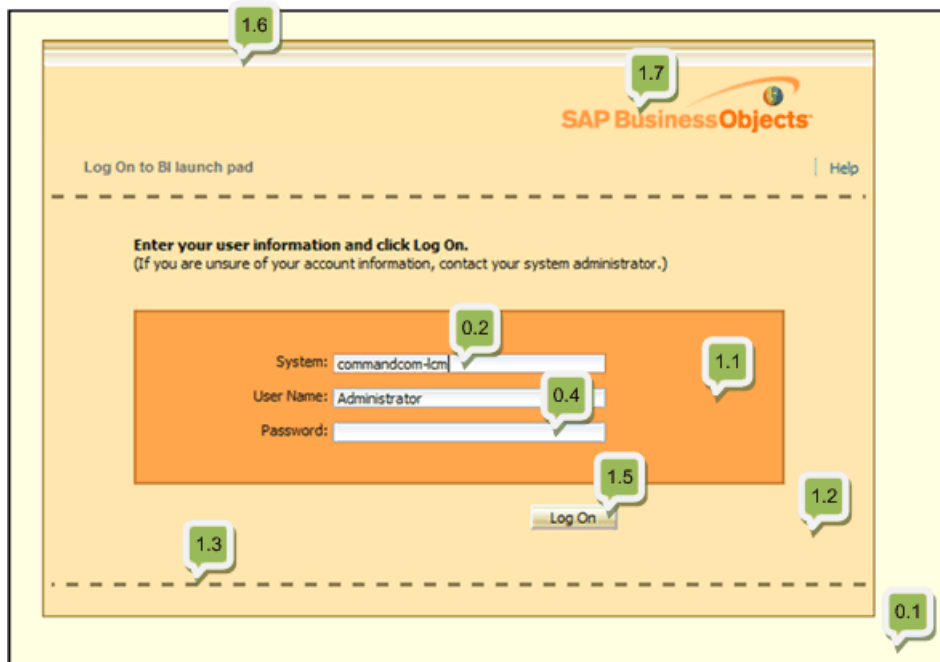 1.6
1.7
SAP BusinessObjects™
Log On to BI launch pad
Help
Enter your user information and click Log On.
(If you are unsure of your account information, contact your system administrator.)
0.2
System: commandcom-lcm
1.1
User Name: Administrator
0.4
Password:
1.5
Log On
1.2
1.3
0.1